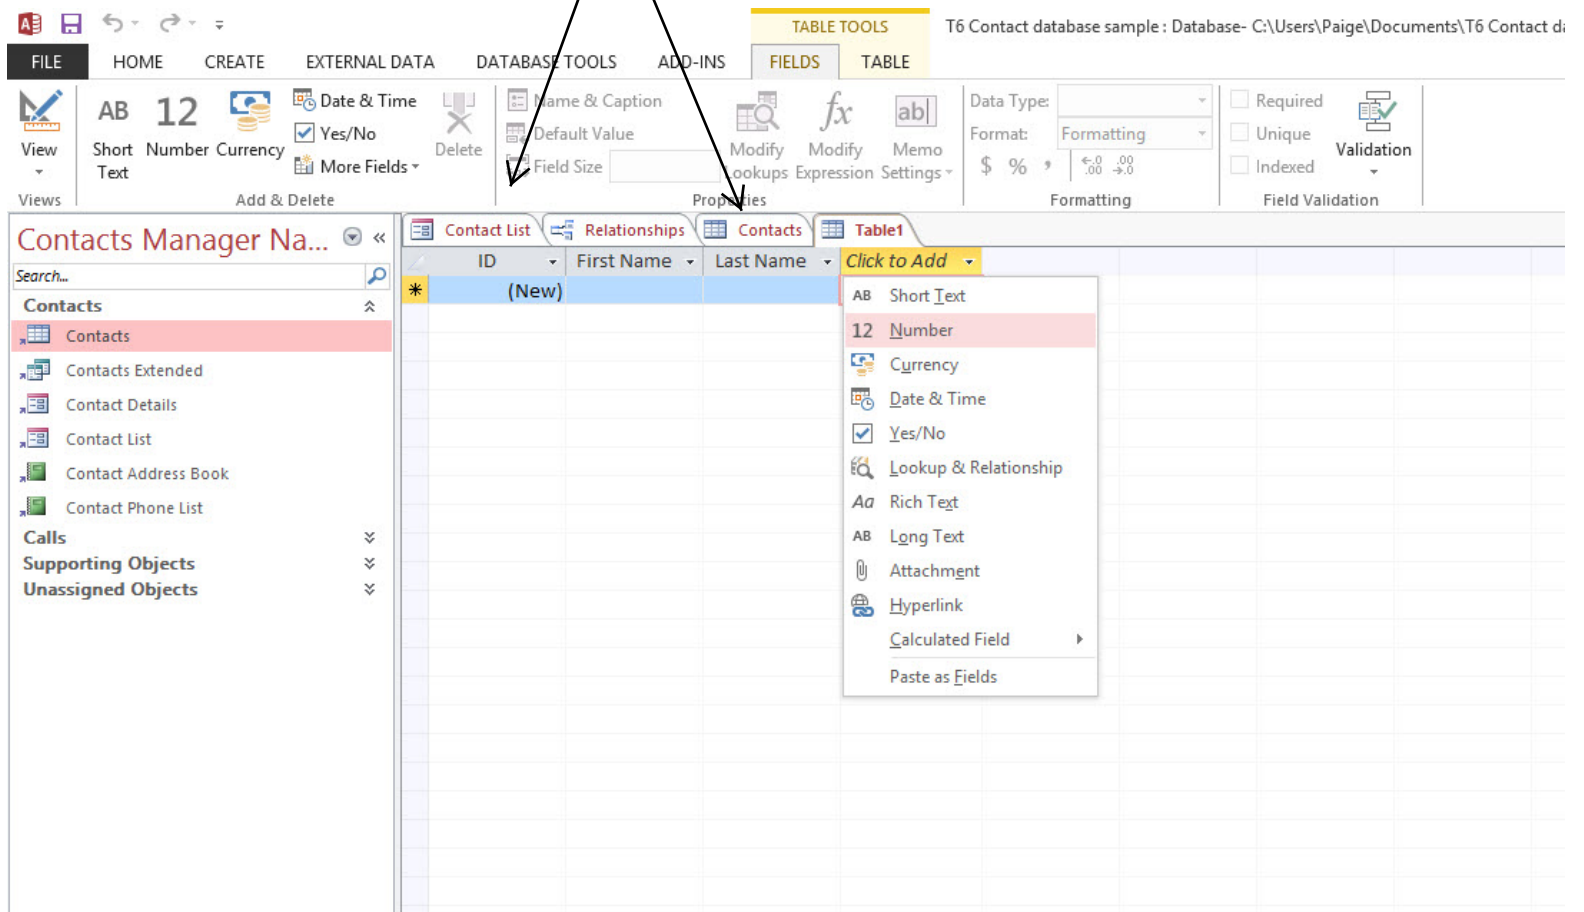 TABLE TOOLS
T6 Contact database sample : Database- C:\Users\Paige\Documents\T6 Contact
FILE HOME CREATE EXTERNAL DATA DATABASE TOOLS ADD-INS FIELDS TABLE
View
AB Short Text
12 Number
Currency
Date & Time
Yes/No
More Fields
Delete
Name & Caption
Default Value
Field Size
Modify Lookups
fx Modify Expression
ab Memo Settings
Data Type:
Format: Formatting
$ % , .0 .00 .00 .0
Required
Unique
Indexed
Validation
Views Add & Delete Properties Formatting Field Validation
Contacts Manager Na... «
Search...
Contacts
Contacts
Contacts Extended
Contact Details
Contact List
Contact Address Book
Contact Phone List
Calls
Supporting Objects
Unassigned Objects
Contact List Relationships Contacts Table1
ID First Name Last Name Click to Add
* (New)
AB Short Text
12 Number
Currency
Date & Time
Yes/No
Lookup & Relationship
Aa Rich Text
AB Long Text
Attachment
Hyperlink
Calculated Field
Paste as Fields